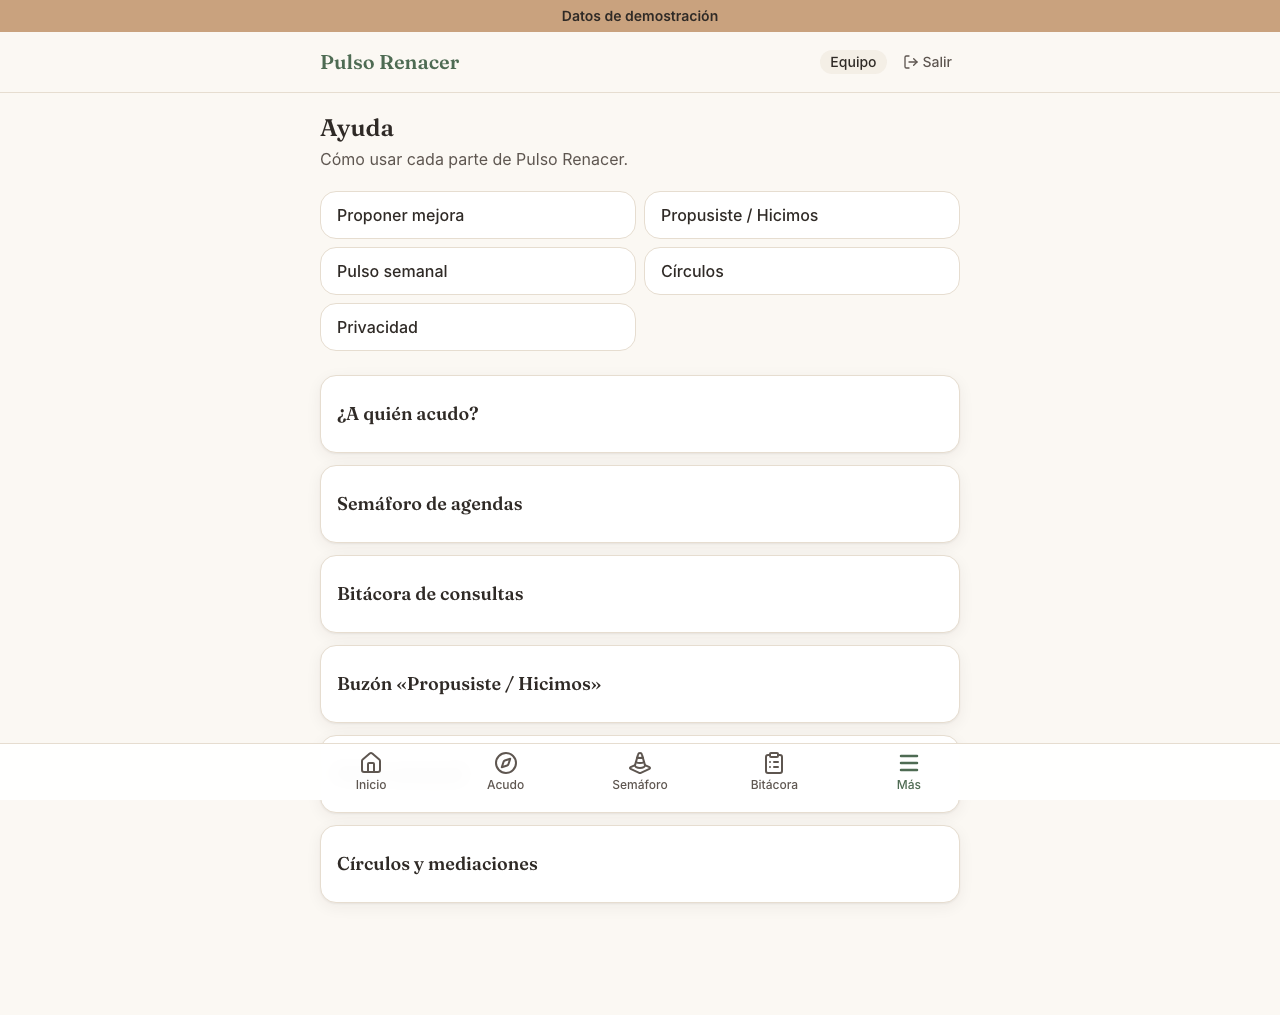 Datos de demostración
Pulso Renacer
Equipo
Salir
Ayuda
Cómo usar cada parte de Pulso Renacer.
Proponer mejora
Propusiste / Hicimos
Pulso semanal
Círculos
Privacidad
¿A quién acudo?
Semáforo de agendas
Bitácora de consultas
Buzón «Propusiste / Hicimos»
Inicio
Acudo
Semáforo
Bitácora
Más
Círculos y mediaciones